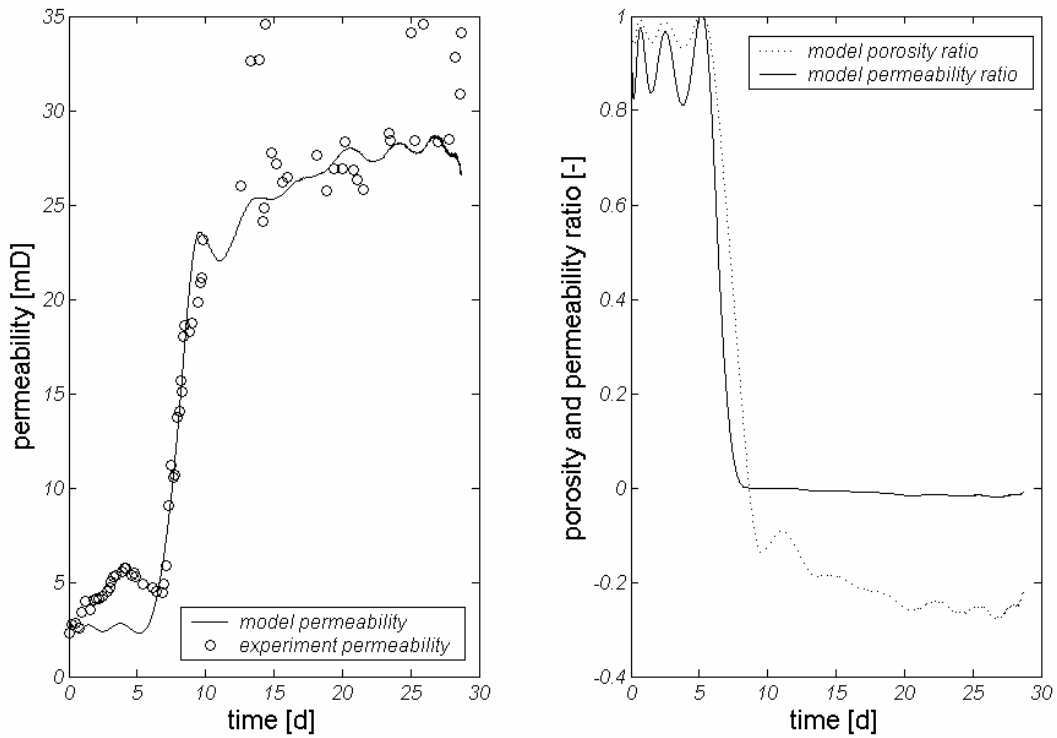 35
30
25
20
15
10
5
0
permeability [mD]
model permeability
experiment permeability
0 5 10 15 20 25 30
time [d]
1
0.8
0.6
0.4
0.2
0
-0.2
-0.4
porosity and permeability ratio [-]
model porosity ratio
model permeability ratio
0 5 10 15 20 25 30
time [d]